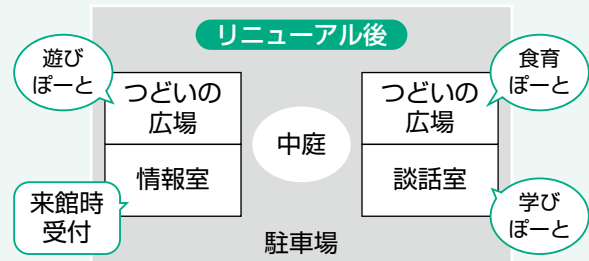 リニューアル後
遊び
ぽーと
つどいの
広場
情報室
来館時
受付
中庭
食育
ぽーと
つどいの
広場
談話室
学び
ぽーと
駐車場